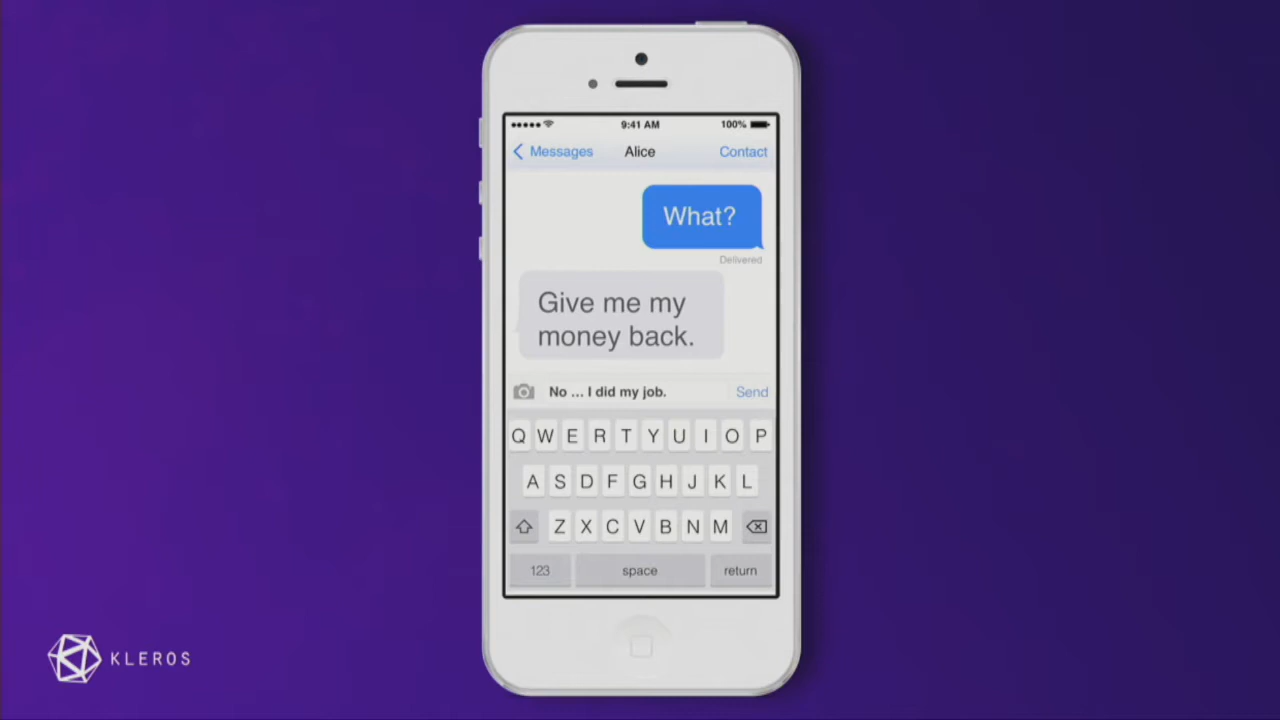 9:41 AM
100%
Messages
Alice
Contact
What?
Delivered
Give me my
money back.
No ... I did my job.
Send
Q W E R T Y U I O P
A S D F G H J K L
Z X C V B N M
123
space
return
KLEROS